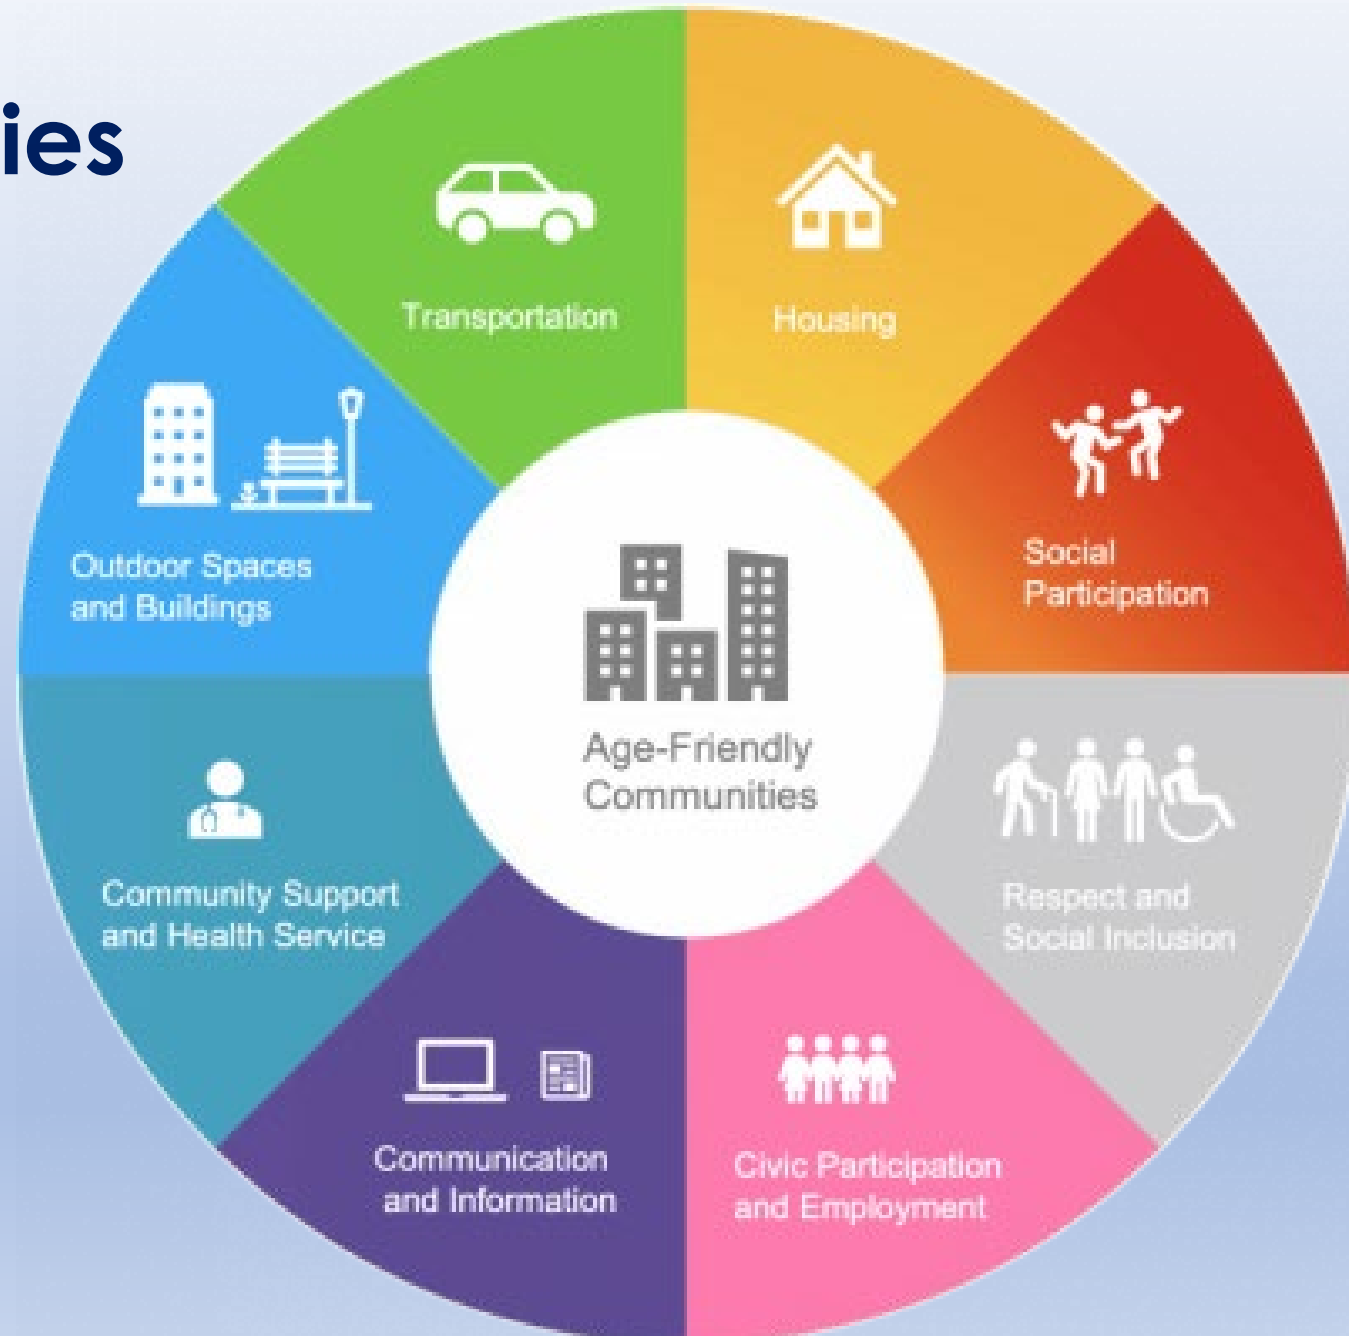 ies
Transportation
Housing
Outdoor Spaces
and Buildings
Social
Participation
Age-Friendly
Communities
Community Support
and Health Service
Respect and
Social Inclusion
Communication
and Information
Civic Participation
and Employment